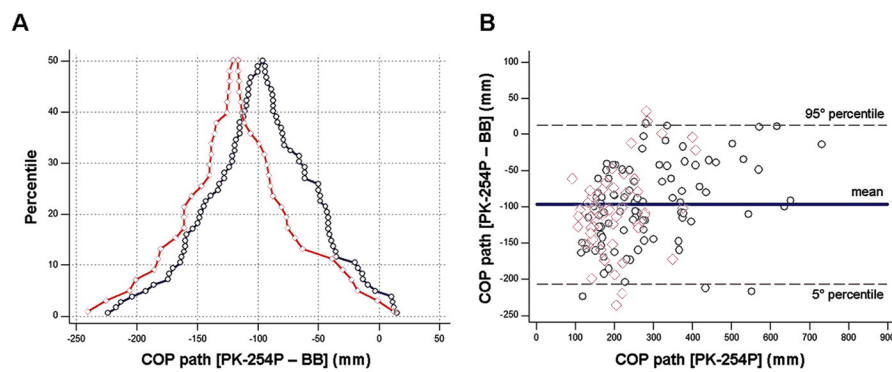 A
Percentile
50
40
30
20
10
0
-250 -200 -150 -100 -50 0 50
COP path [PK-254P – BB] (mm)
B
COP path [PK-254P – BB] (mm)
100
50
0
-50
-100
-150
-200
-250
95° percentile
mean
5° percentile
0 100 200 300 400 500 600 700 800 900
COP path [PK-254P] (mm)